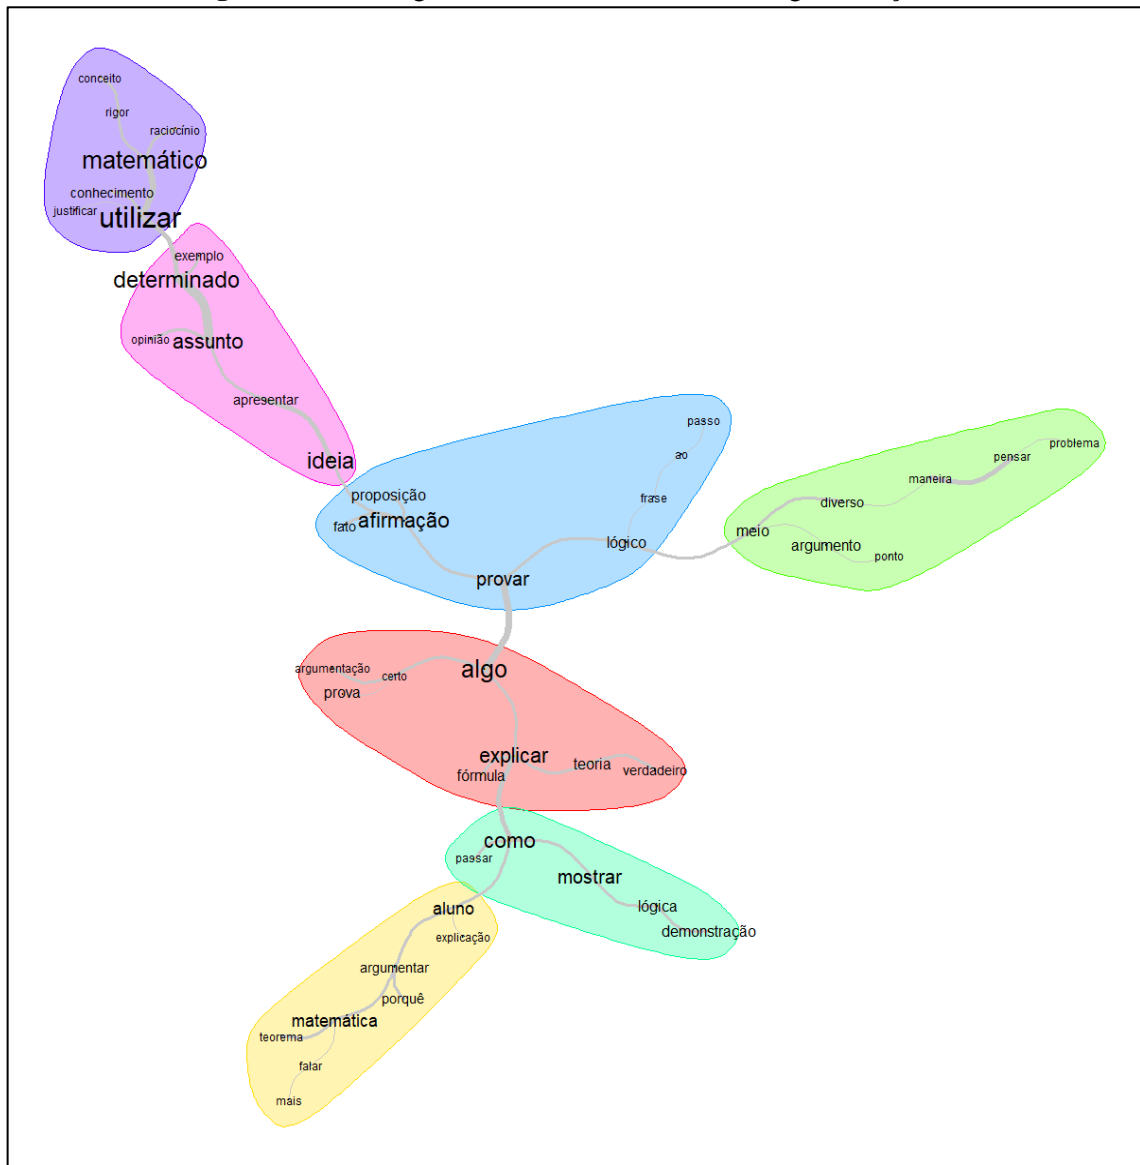 conceito
rigor
raciocínio
matemático
conhecimento
justificar
utilizar
exemplo
determinado
opinião
assunto
apresentar
ideia
proposição
fato
afirmação
provar
lógico
frase
ao
passo
meio
diverso
maneira
pensar
problema
argumento
ponto
argumentação
certo
algo
prova
explicar
fórmula
teoria
verdadeiro
como
passar
mostrar
lógica
demonstração
aluno
explicação
argumentar
porquê
matemática
teorema
falar
mais